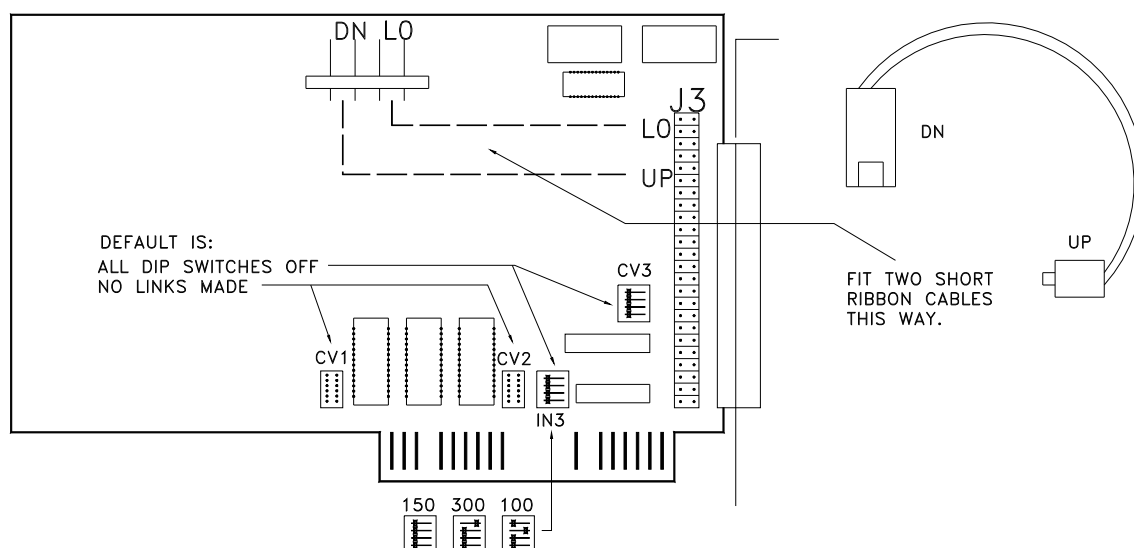 DN LO
J3
LO
UP
DN
UP
DEFAULT IS:
ALL DIP SWITCHES OFF
NO LINKS MADE
CV3
FIT TWO SHORT
RIBBON CABLES
THIS WAY.
CV1
CV2
IN3
150 300 100